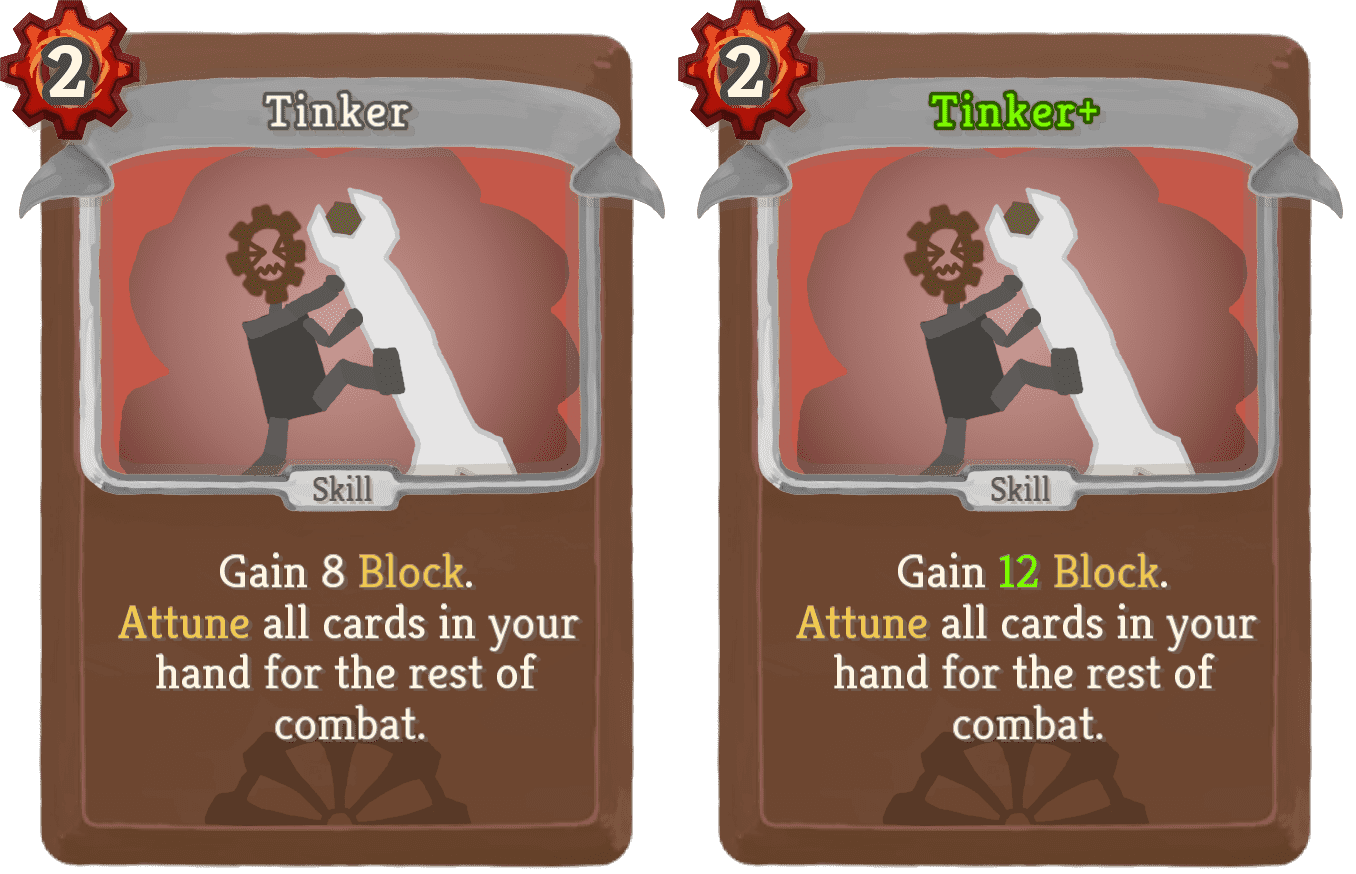 2
Tinker
Skill
Gain 8 Block.
Attune all cards in your
hand for the rest of
combat.
2
Tinker+
Skill
Gain 12 Block.
Attune all cards in your
hand for the rest of
combat.